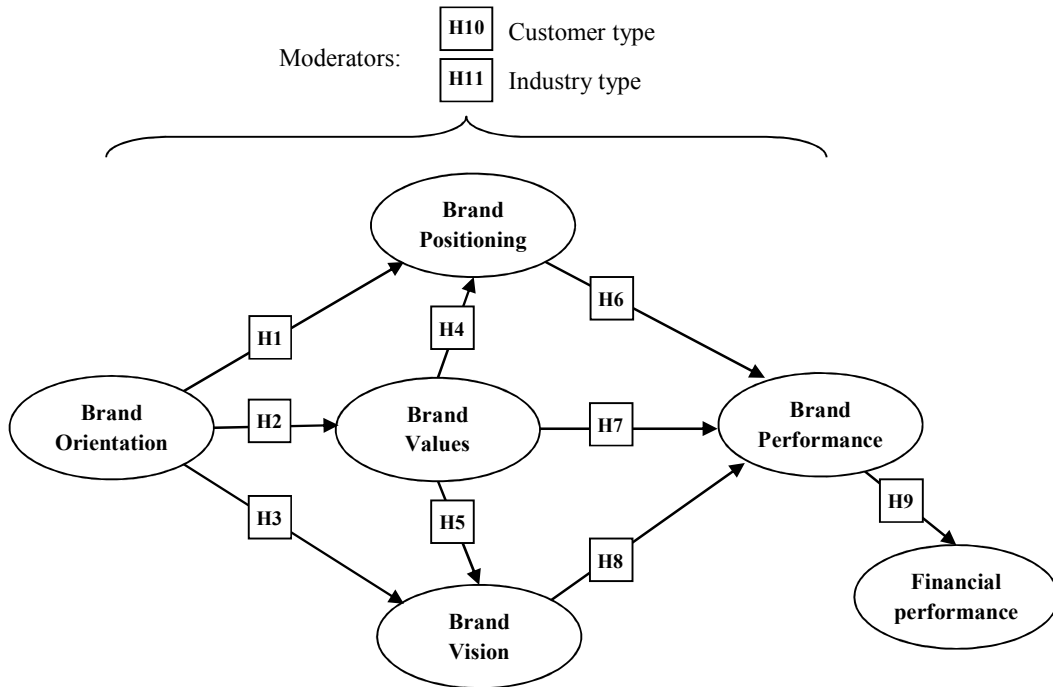 H10 Customer type
Moderators:
H11 Industry type
Brand
Positioning
H6
H4
H1
Brand
Orientation
H2
Brand
Values
H7
Brand
Performance
H9
H3
H5
H8
Financial
performance
Brand
Vision